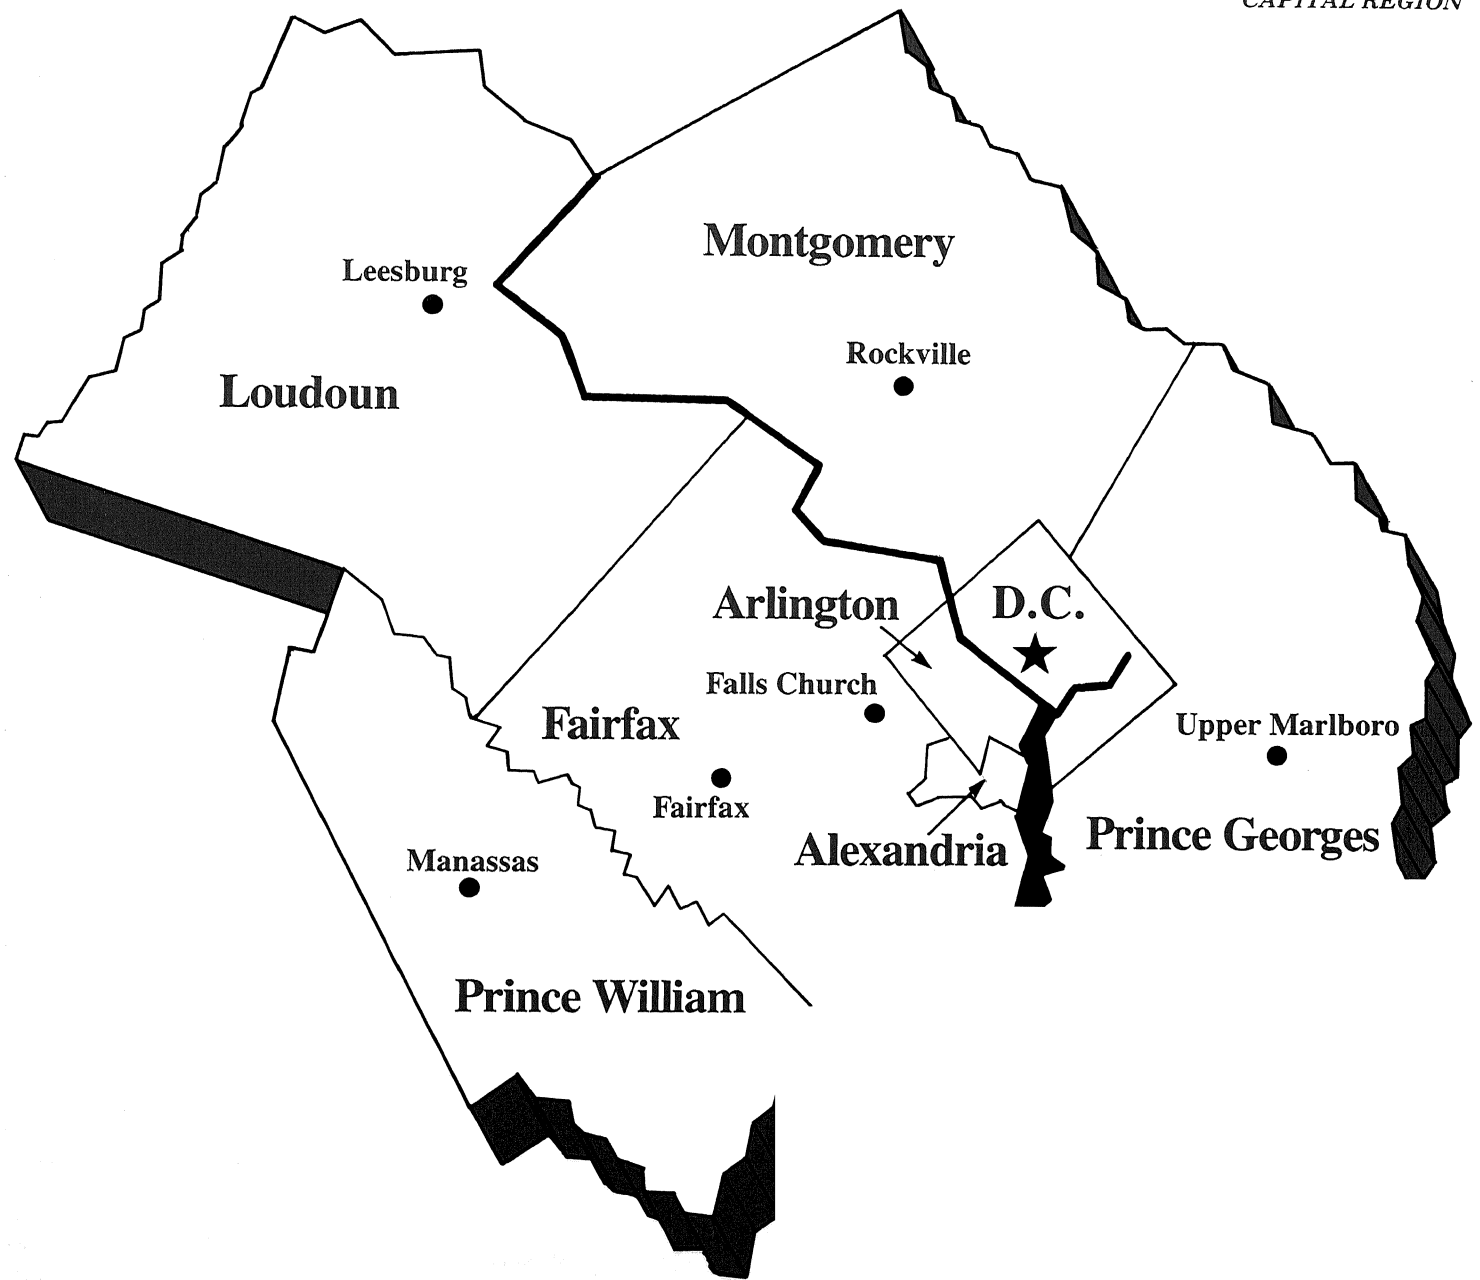 CAPITAL REGION
Montgomery
Leesburg
Rockville
Loudoun
Arlington
D.C.
Falls Church
Fairfax
Upper Marlboro
Fairfax
Prince Georges
Alexandria
Manassas
Prince William